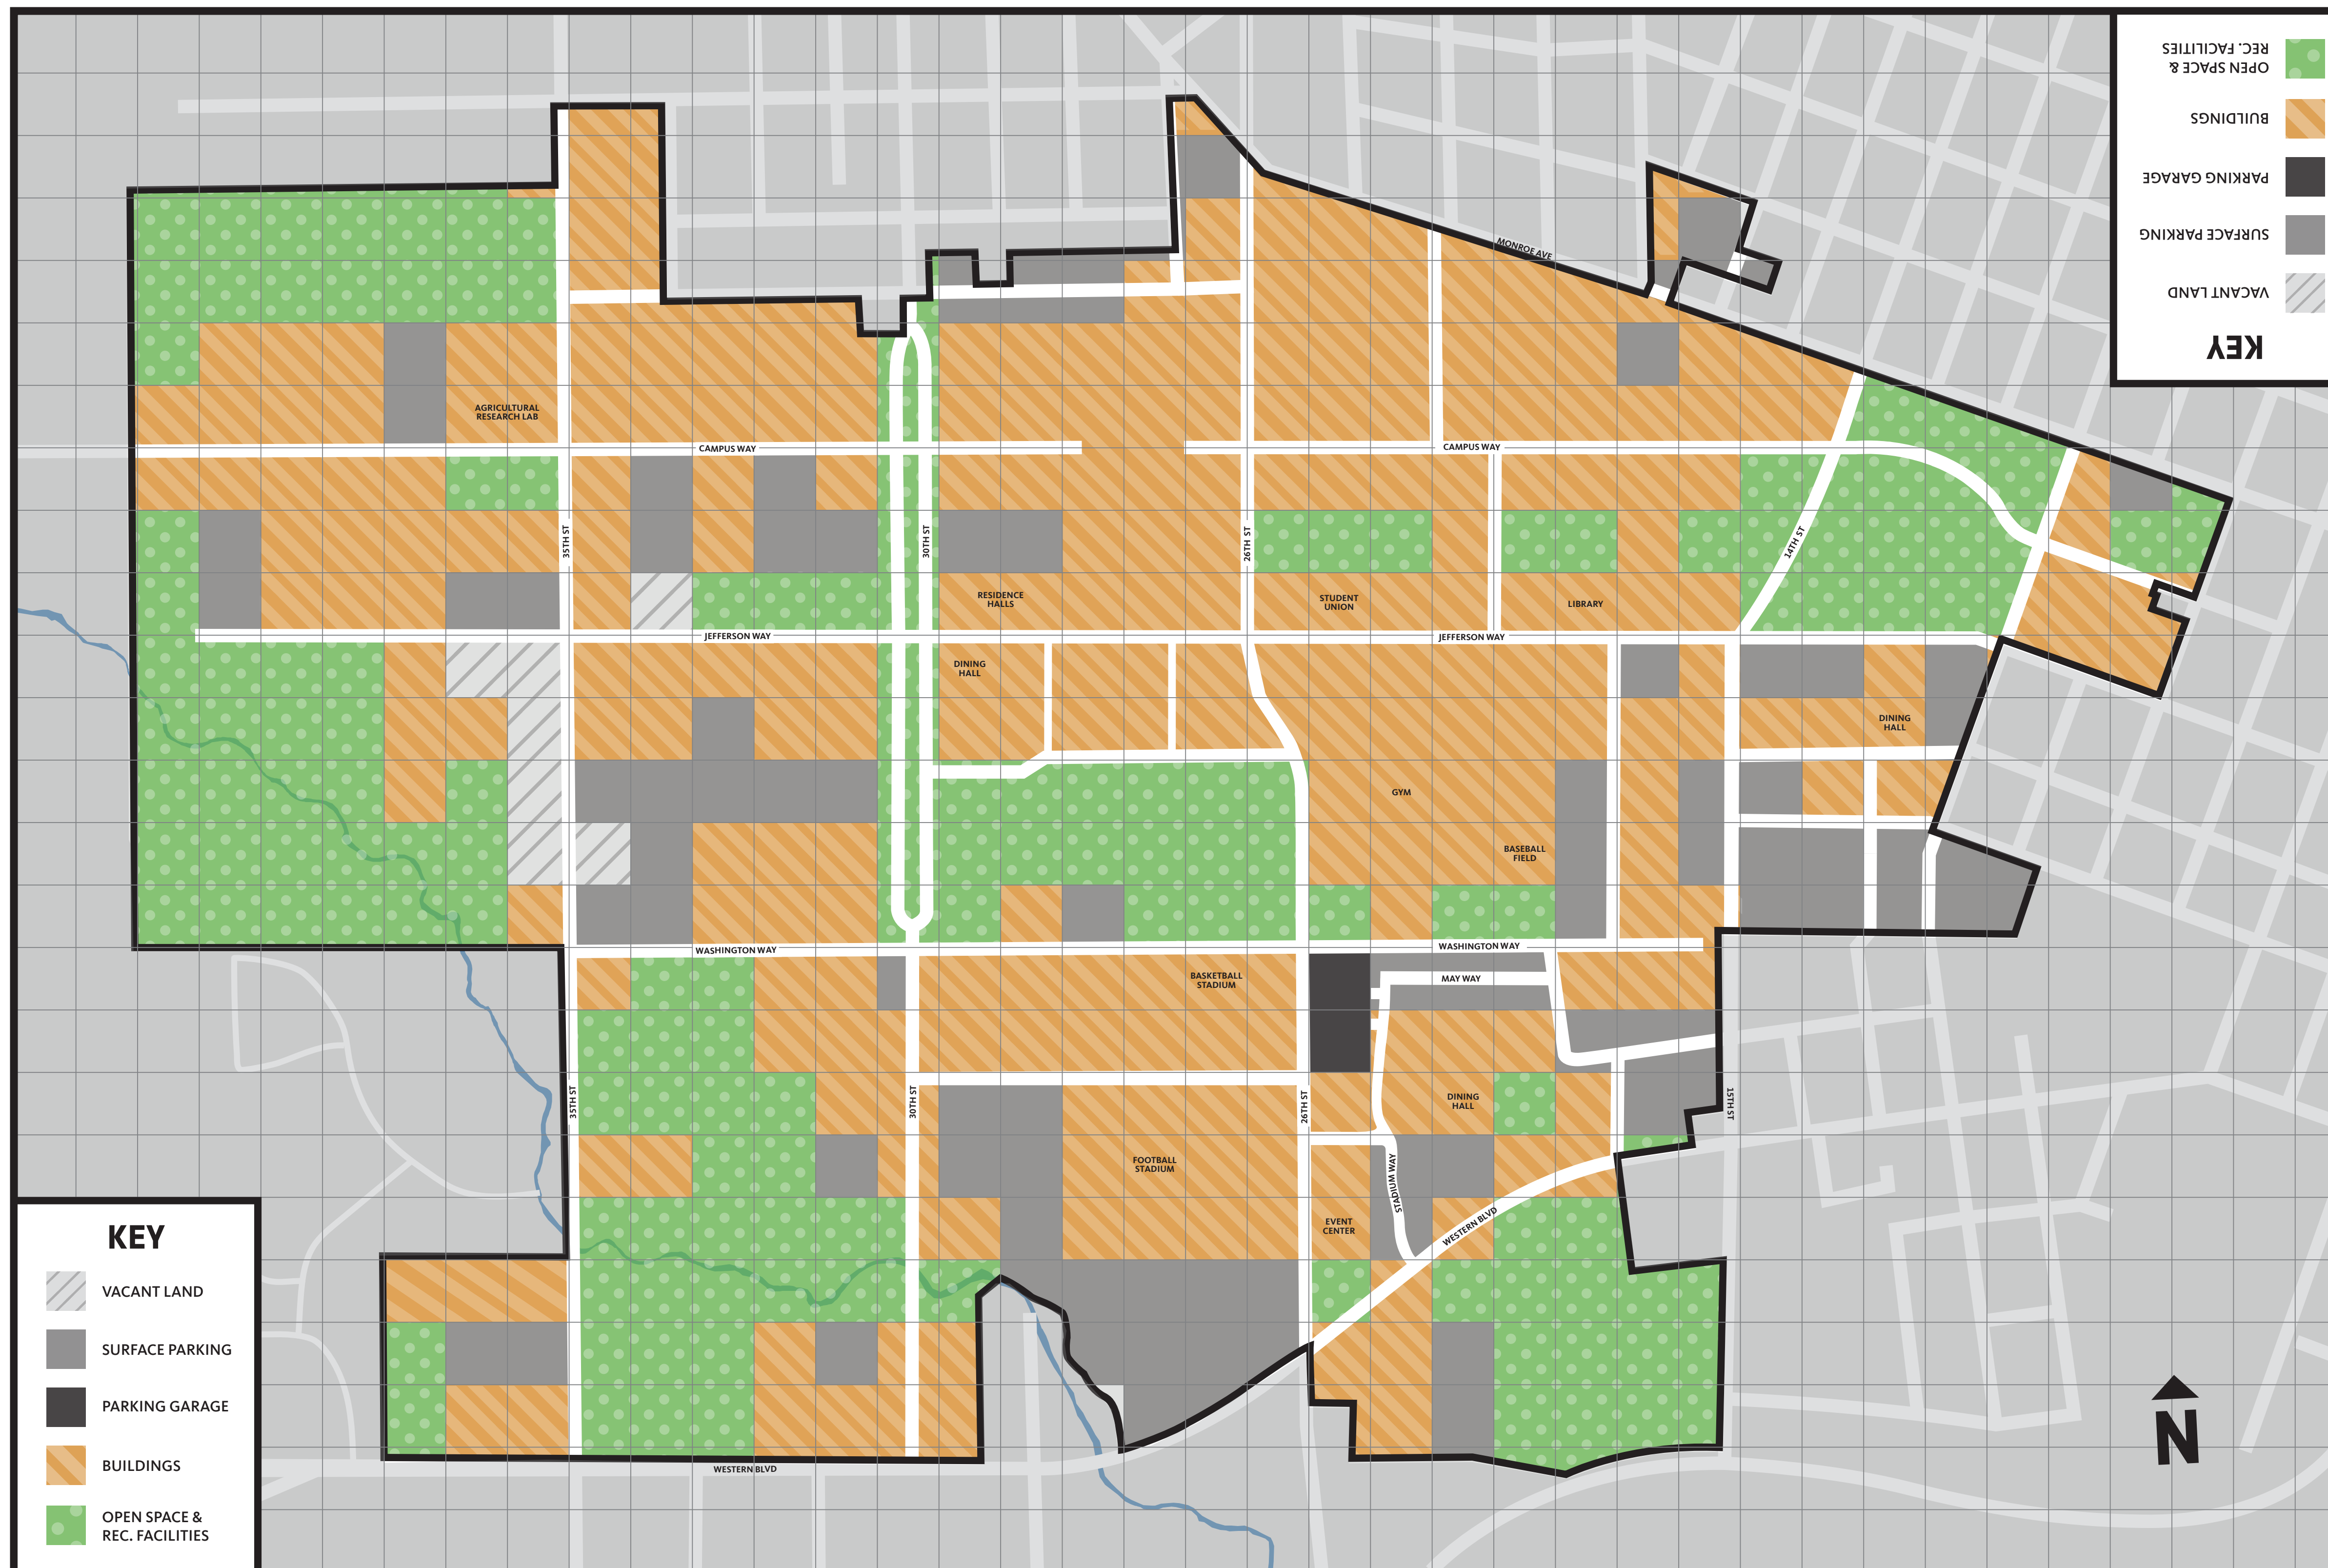 OPEN SPACE &
REC. FACILITIES
BUILDINGS
PARKING GARAGE
SURFACE PARKING
VACANT LAND
KEY
MONROE AVE
AGRICULTURAL
RESEARCH LAB
CAMPUS WAY
CAMPUS WAY
35TH ST
30TH ST
26TH ST
14TH ST
RESIDENCE
HALLS
STUDENT
UNION
LIBRARY
JEFFERSON WAY
JEFFERSON WAY
DINING
HALL
DINING
HALL
GYM
BASEBALL
FIELD
WASHINGTON WAY
WASHINGTON WAY
BASKETBALL
STADIUM
MAY WAY
35TH ST
30TH ST
26TH ST
DINING
HALL
15TH ST
FOOTBALL
STADIUM
STADIUM WAY
EVENT
CENTER
WESTERN BLVD
WESTERN BLVD
KEY
VACANT LAND
SURFACE PARKING
PARKING GARAGE
BUILDINGS
OPEN SPACE &
REC. FACILITIES
N